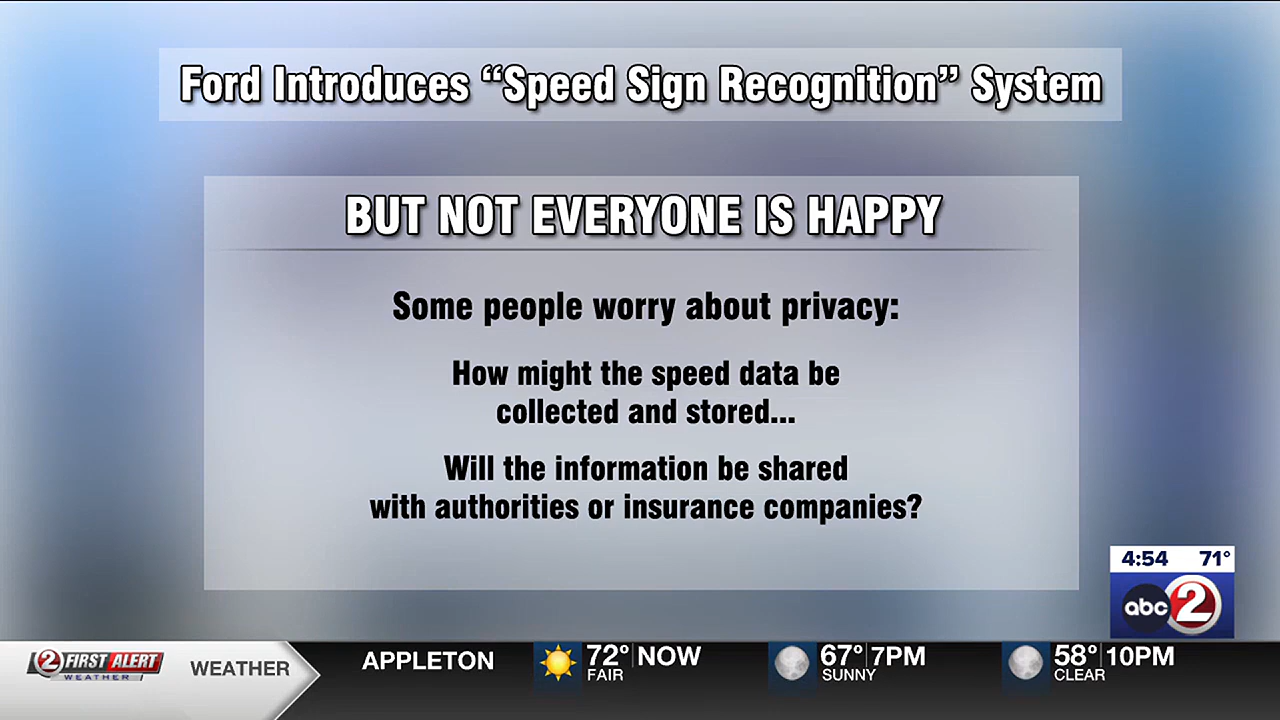 Ford Introduces “Speed Sign Recognition” System
BUT NOT EVERYONE IS HAPPY
Some people worry about privacy:
How might the speed data be
collected and stored...
Will the information be shared
with authorities or insurance companies?
4:54 71°
abc 2
2 FIRST ALERT
WEATHER
WEATHER
APPLETON
72° NOW
FAIR
67° 7PM
SUNNY
58° 10PM
CLEAR